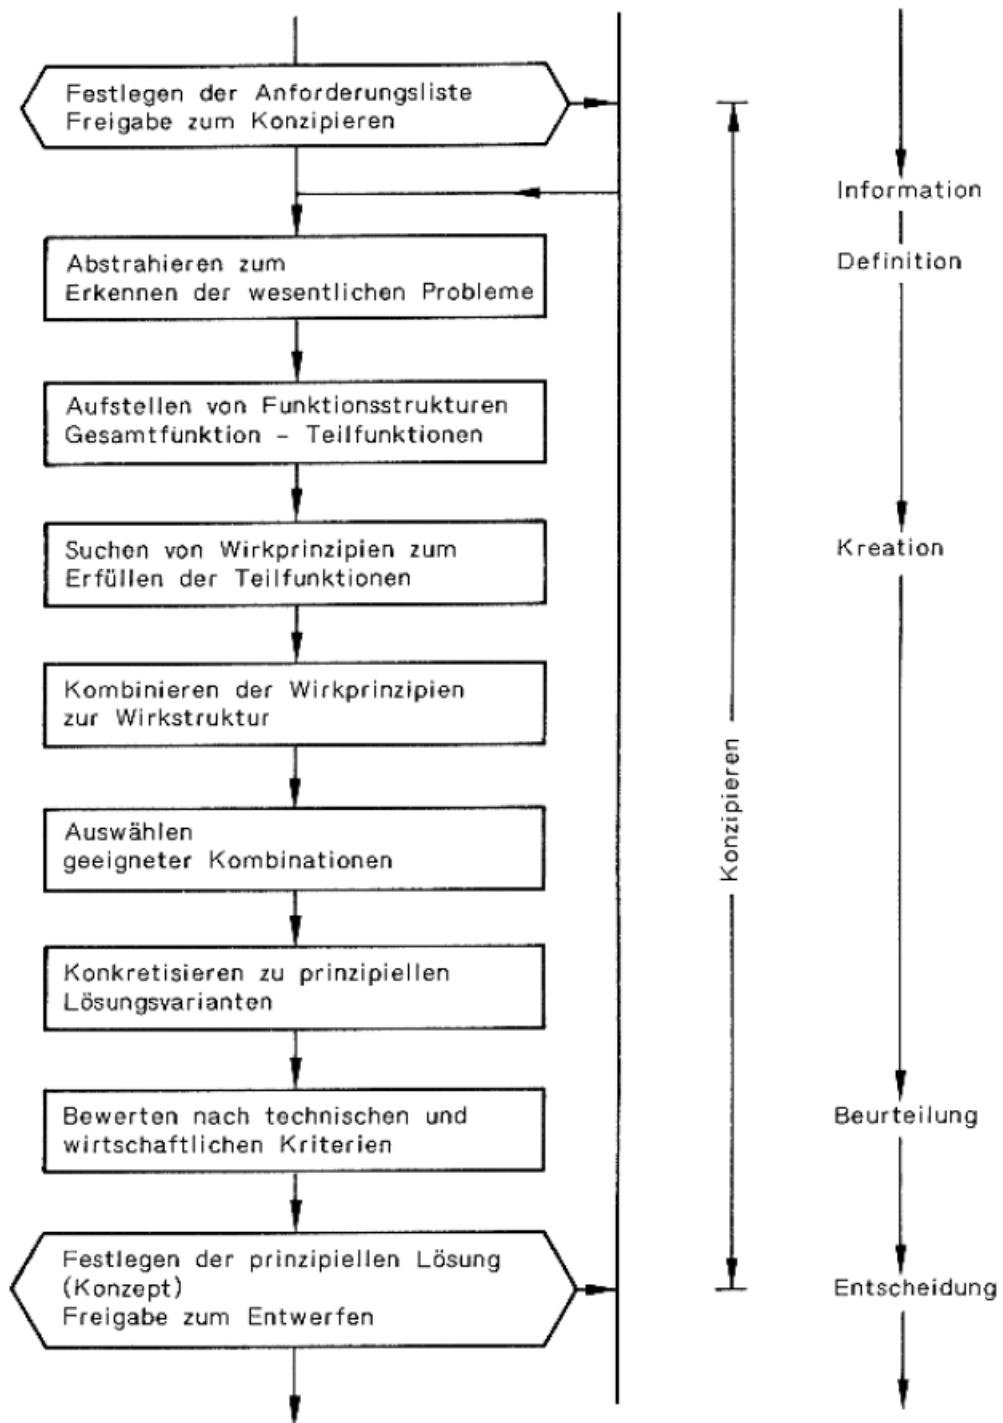 Festlegen der Anforderungsliste
Freigabe zum Konzipieren
Information
Abstrahieren zum
Erkennen der wesentlichen Probleme
Definition
Aufstellen von Funktionsstrukturen
Gesamtfunktion - Teilfunktionen
Suchen von Wirkprinzipien zum
Erfüllen der Teilfunktionen
Kreation
Kombinieren der Wirkprinzipien
zur Wirkstruktur
Konzipieren
Auswählen
geeigneter Kombinationen
Konkretisieren zu prinzipiellen
Lösungsvarianten
Bewerten nach technischen und
wirtschaftlichen Kriterien
Beurteilung
Festlegen der prinzipiellen Lösung
(Konzept)
Freigabe zum Entwerfen
Entscheidung